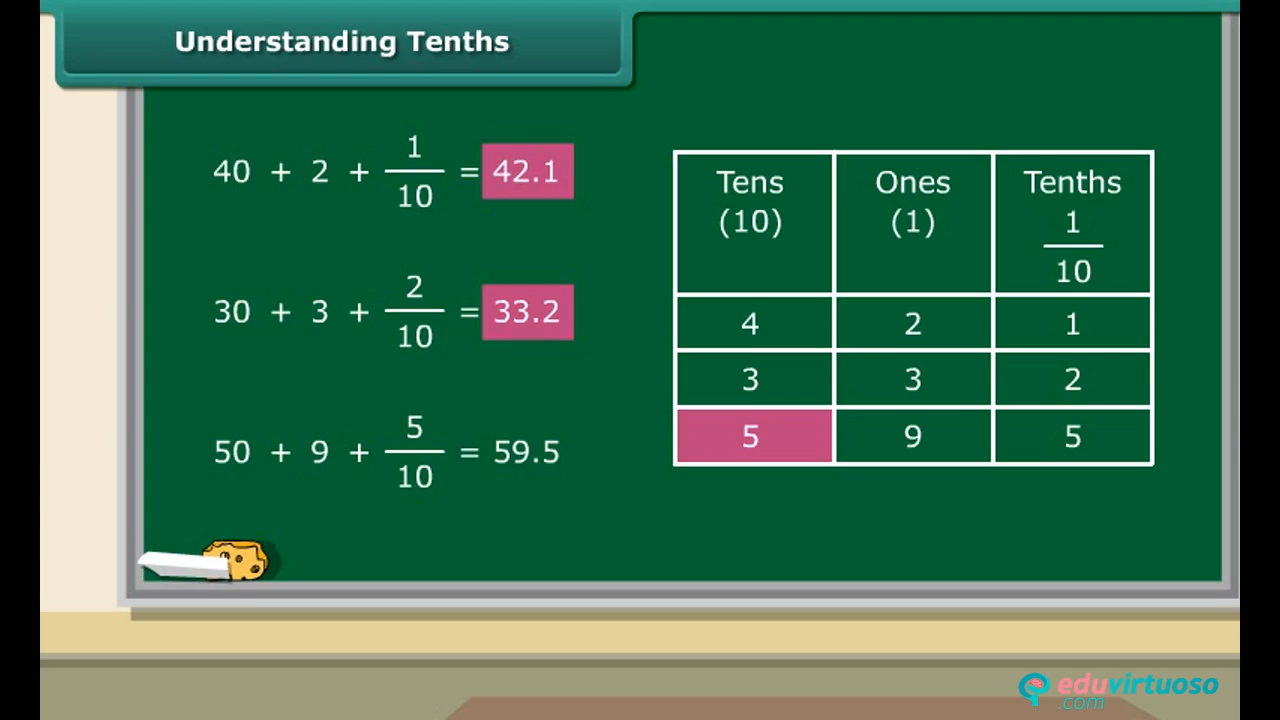 Understanding Tenths
40 + 2 + 1/10 = 42.1
30 + 3 + 2/10 = 33.2
50 + 9 + 5/10 = 59.5
Tens (10) Ones (1) Tenths 1/10
4 2 1
3 3 2
5 9 5
eduvirtuoso
.com